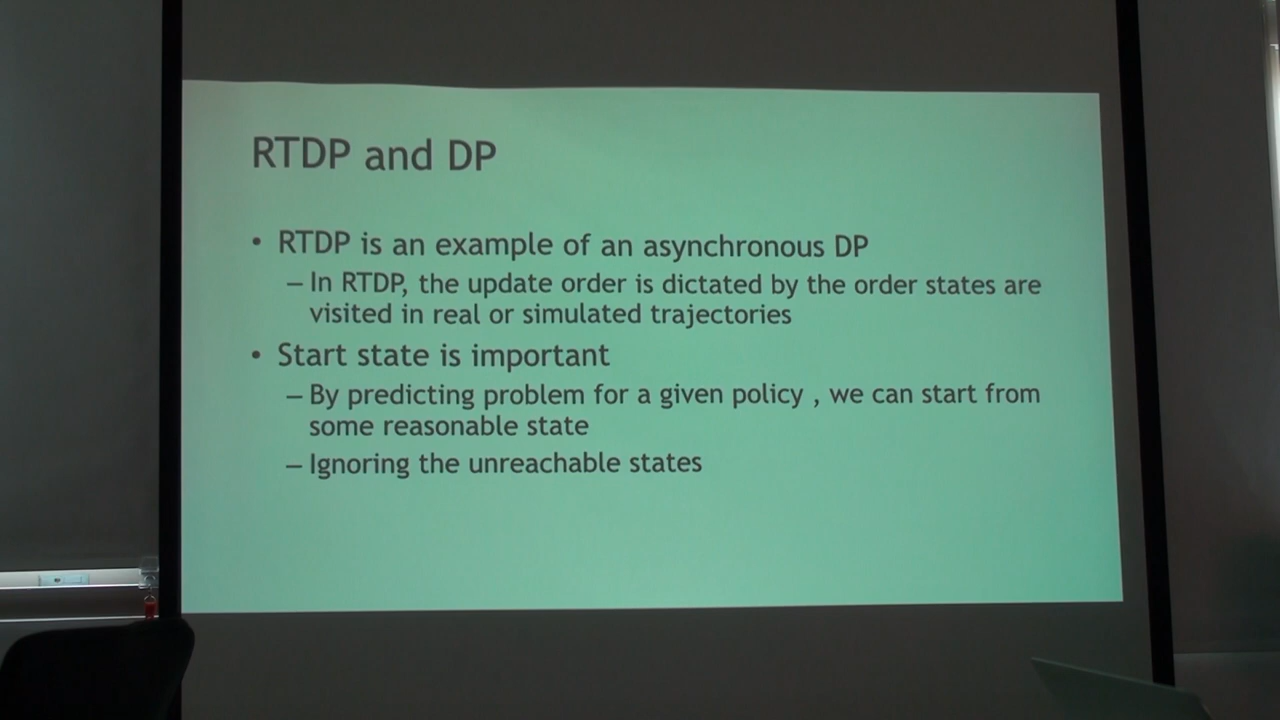 RTDP and DP
• RTDP is an example of an asynchronous DP
– In RTDP, the update order is dictated by the order states are
visited in real or simulated trajectories
• Start state is important
– By predicting problem for a given policy , we can start from
some reasonable state
– Ignoring the unreachable states